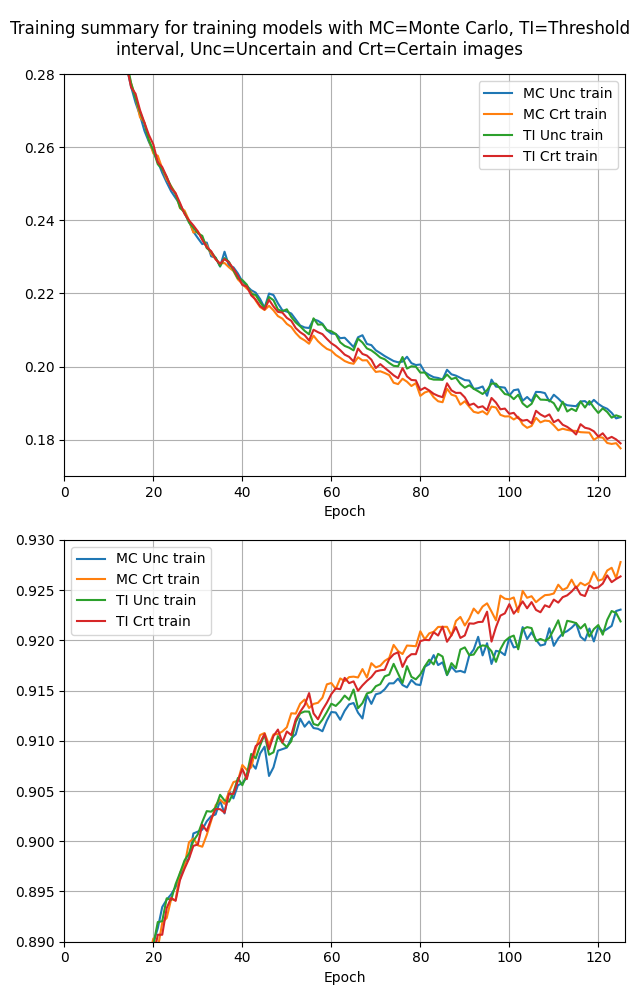 Training summary for training models with MC=Monte Carlo, TI=Threshold
interval, Unc=Uncertain and Crt=Certain images
0.28
0.26
0.24
0.22
0.20
0.18
MC Unc train
MC Crt train
TI Unc train
TI Crt train
0 20 40 60 80 100 120
Epoch
0.930
0.925
0.920
0.915
0.910
0.905
0.900
0.895
0.890
MC Unc train
MC Crt train
TI Unc train
TI Crt train
0 20 40 60 80 100 120
Epoch